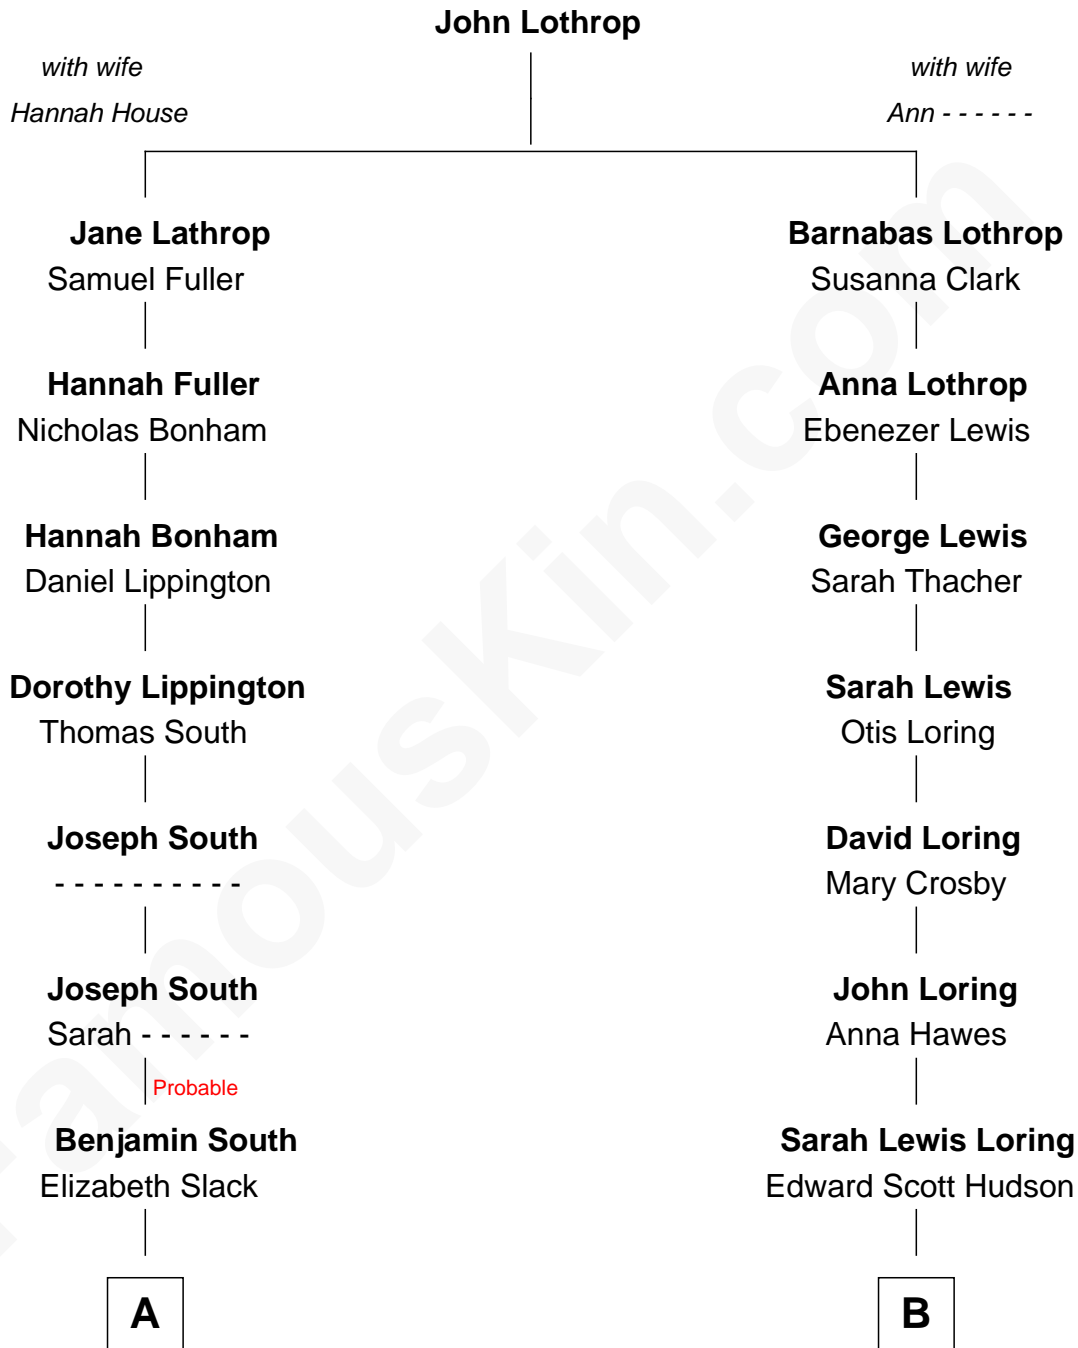 John Lothrop
with wife
Hannah House
with wife
Ann - - - - - -
Jane Lathrop
Samuel Fuller
Barnabas Lothrop
Susanna Clark
Hannah Fuller
Nicholas Bonham
Anna Lothrop
Ebenezer Lewis
Hannah Bonham
Daniel Lippington
George Lewis
Sarah Thacher
Dorothy Lippington
Thomas South
Sarah Lewis
Otis Loring
Joseph South
- - - - - - - - - -
David Loring
Mary Crosby
Joseph South
Sarah - - - - - -
John Loring
Anna Hawes
Probable
Benjamin South
Elizabeth Slack
Sarah Lewis Loring
Edward Scott Hudson
A
B
FamousKin.com